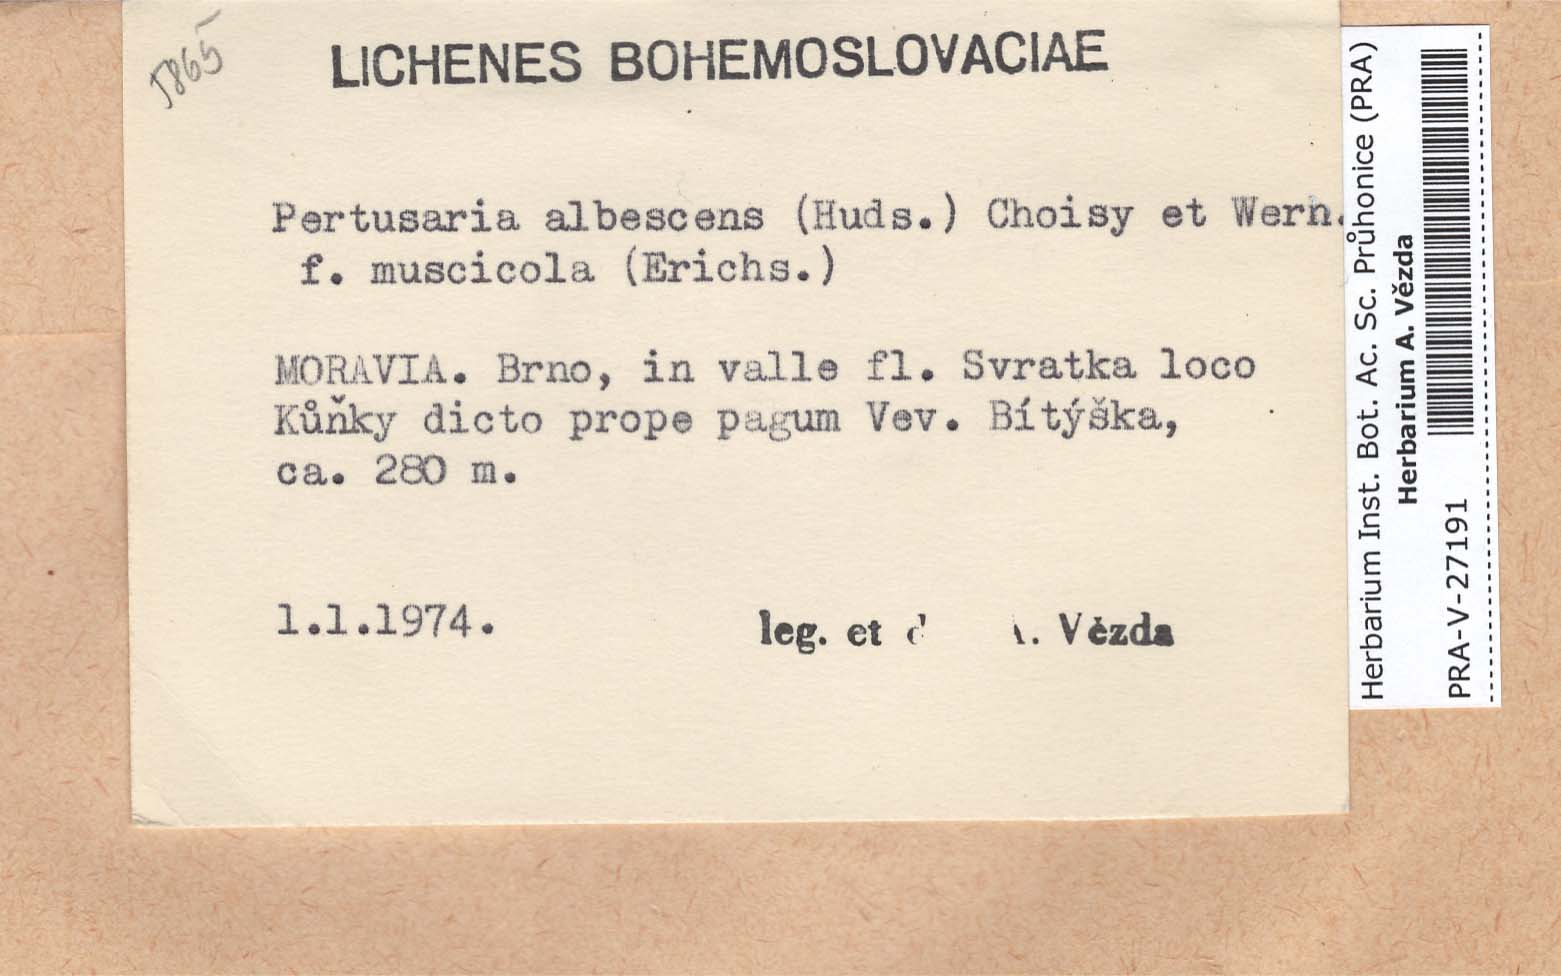 LICHENES BOHEMOSLOVACIAE
Pertusaria albescens (Huds.) Choisy et Wern.
f. muscicola (Erichs.)
MORAVIA. Brno, in valle fl. Svratka loco
Kůňky dicto prope pagum Vev. Bítýška,
ca. 280 m.
1.1.1974.
leg. et A. Vězda
Herbarium Inst. Bot. Ac. Sc. Průhonice (PRA)
Herbarium A. Vězda
PRA-V-27191